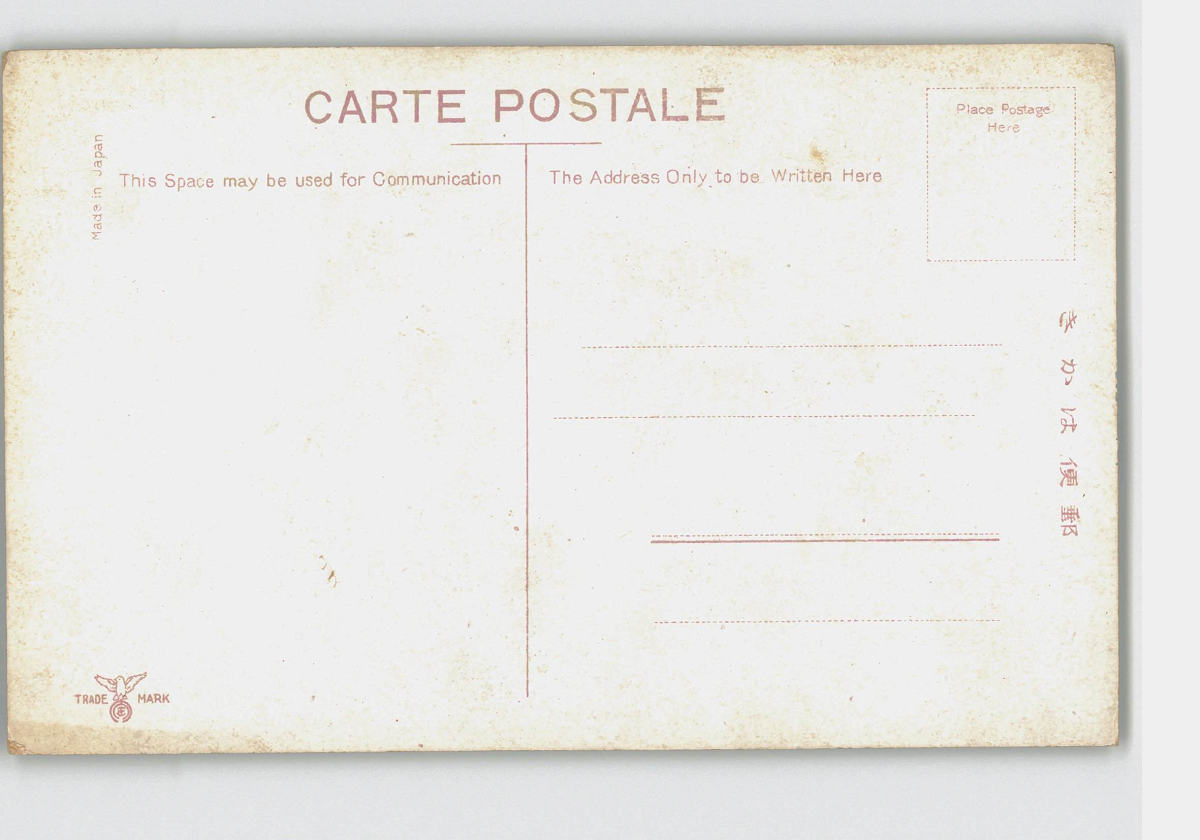 CARTE POSTALE
Place Postage
Here
Made in Japan
This Space may be used for Communication
The Address Only to be Written Here
郵便はかき
TRADE MARK